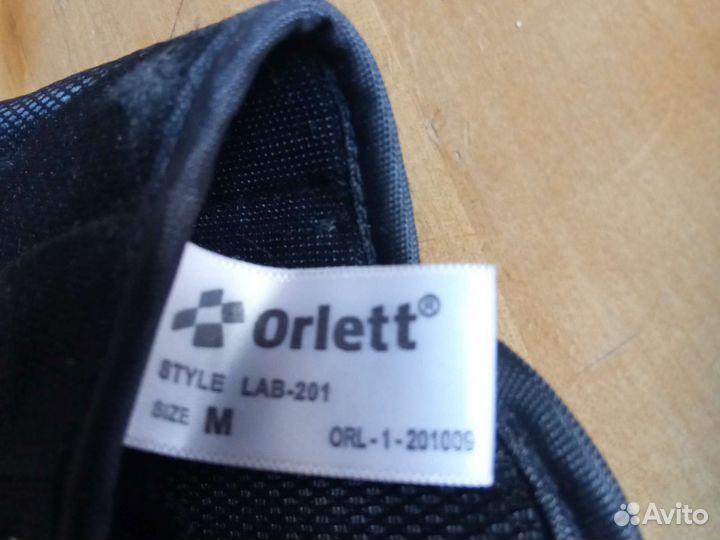 Orlett®
STYLE LAB-201
SIZE M
ORL-1-201009
Avito